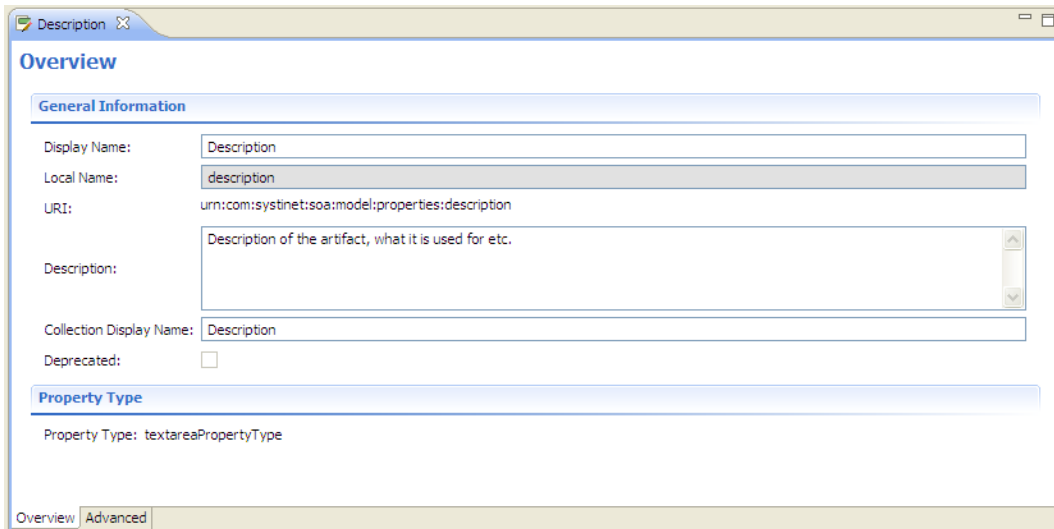 Description
Overview
General Information
Display Name: Description
Local Name: description
URI: urn:com:systinet:soa:model:properties:description
Description: Description of the artifact, what it is used for etc.
Collection Display Name: Description
Deprecated:
Property Type
Property Type: textareaPropertyType
Overview Advanced